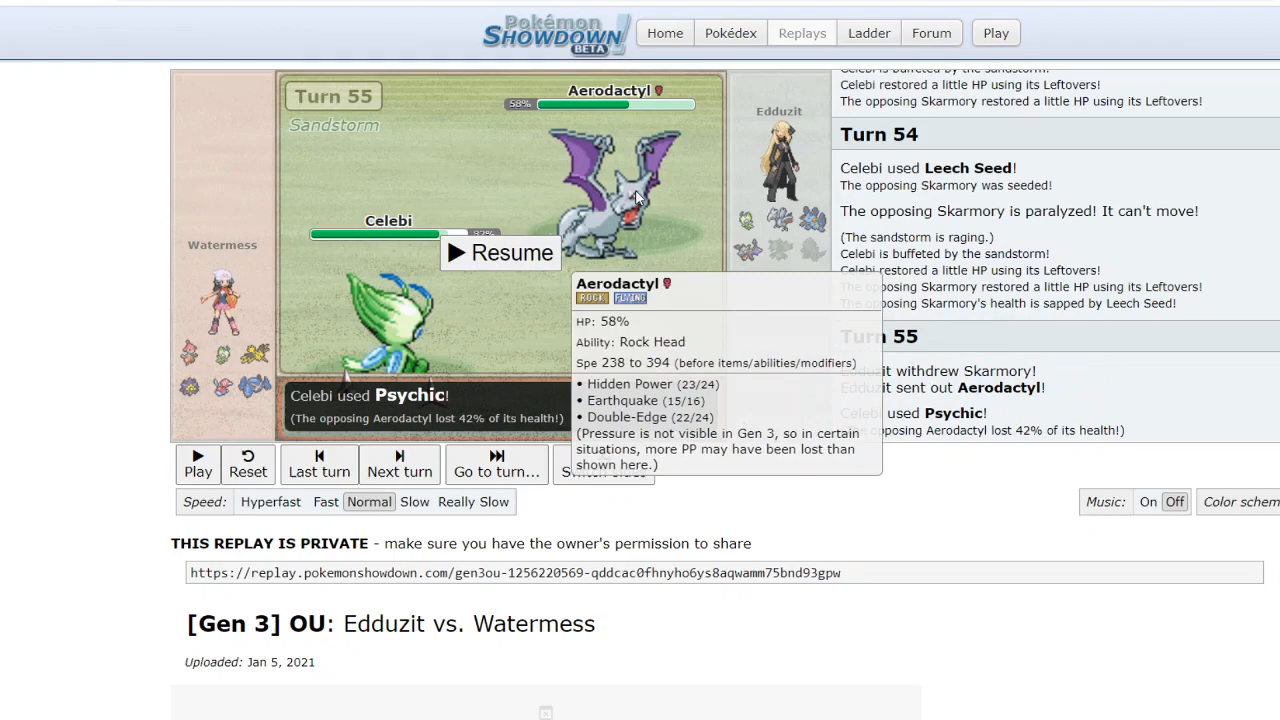 Pokémon
SHOWDOWN!
BETA
Home
Pokédex
Replays
Ladder
Forum
Play
Turn 55
Sandstorm
Aerodactyl
58%
Celebi
Resume
Watermess
Edduzit
Celebi used Psychic!
(The opposing Aerodactyl lost 42% of its health!)
Aerodactyl
ROCK FLYING
HP: 58%
Ability: Rock Head
Spe 238 to 394 (before items/abilities/modifiers)
• Hidden Power (23/24)
• Earthquake (15/16)
• Double-Edge (22/24)
(Pressure is not visible in Gen 3, so in certain
situations, more PP may have been lost than
shown here.)
Celebi is buffeted by the sandstorm!
Celebi restored a little HP using its Leftovers!
The opposing Skarmory restored a little HP using its Leftovers!
Turn 54
Celebi used Leech Seed!
The opposing Skarmory was seeded!
The opposing Skarmory is paralyzed! It can't move!
(The sandstorm is raging.)
Celebi is buffeted by the sandstorm!
Celebi restored a little HP using its Leftovers!
opposing Skarmory restored a little HP using its Leftovers!
opposing Skarmory's health is sapped by Leech Seed!
Turn 55
withdrew Skarmory!
sent out Aerodactyl!
used Psychic!
opposing Aerodactyl lost 42% of its health!)
Play
Reset
Last turn
Next turn
Go to turn...
Speed: Hyperfast Fast Normal Slow Really Slow
Music: On Off
Color schem
THIS REPLAY IS PRIVATE - make sure you have the owner's permission to share
https://replay.pokemonshowdown.com/gen3ou-1256220569-qddcac0fhnyho6ys8aqwamm75bnd93gpw
[Gen 3] OU: Edduzit vs. Watermess
Uploaded: Jan 5, 2021